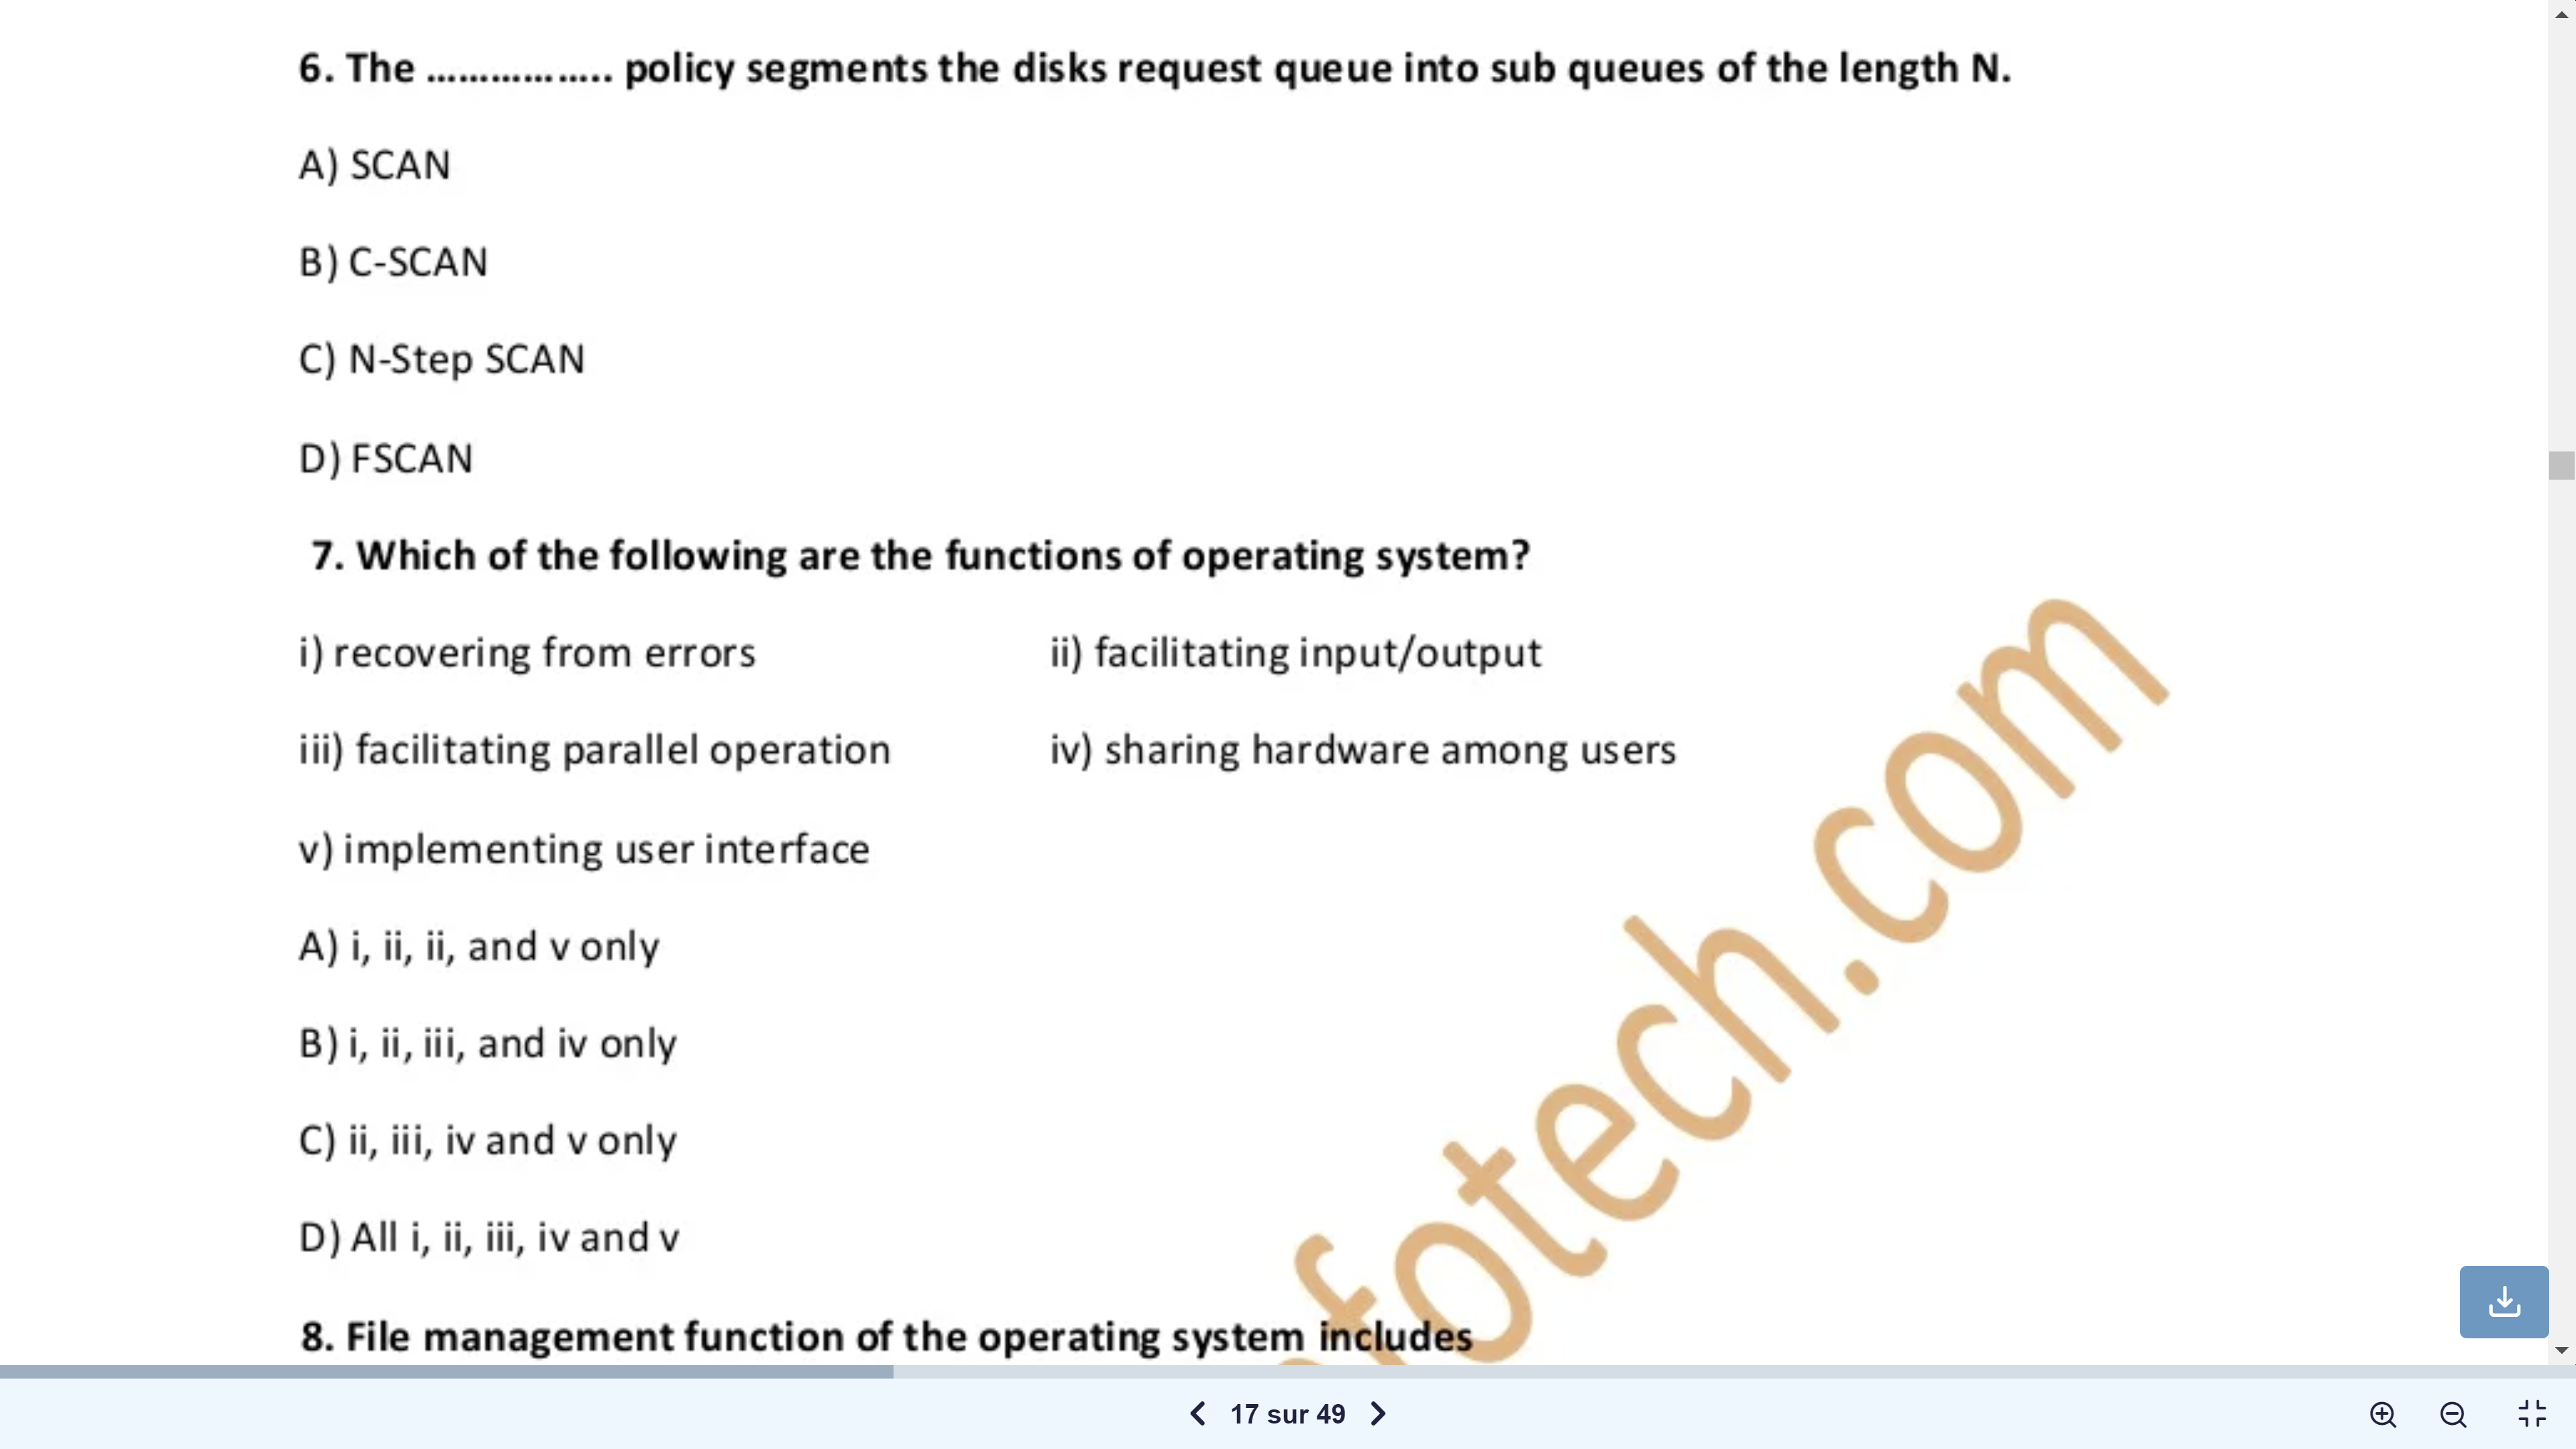 6. The …………….. policy segments the disks request queue into sub queues of the length N.
A) SCAN
B) C-SCAN
C) N-Step SCAN
D) FSCAN
7. Which of the following are the functions of operating system?
i) recovering from errors ii) facilitating input/output
iii) facilitating parallel operation iv) sharing hardware among users
v) implementing user interface
A) i, ii, ii, and v only
B) i, ii, iii, and iv only
C) ii, iii, iv and v only
D) All i, ii, iii, iv and v
8. File management function of the operating system includes
fotech.com
17 sur 49